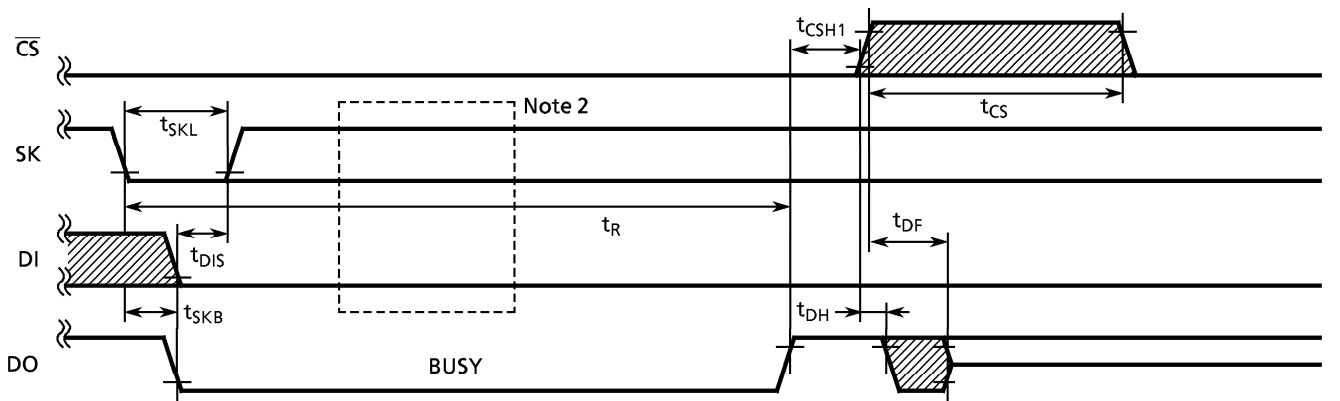 CS
tCSH1
tCS
Note 2
tSKL
SK
tR
tDF
DI
tDIS
tSKB
tDH
DO
BUSY